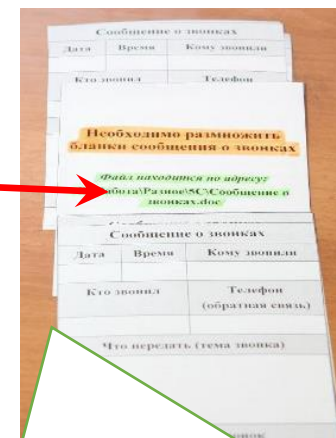 Сообщение о звонках
Дата Время Кому звонили
Кто звонил Телефон
Необходимо размножить
бланки сообщения о звонках
Файл находится по адресу:
бота\Разное\5С\Сообщение о
звонках.doc
Сообщение о звонках
Дата Время Кому звонили
Кто звонил Телефон
(обратная связь)
Что передать (тема звонка)